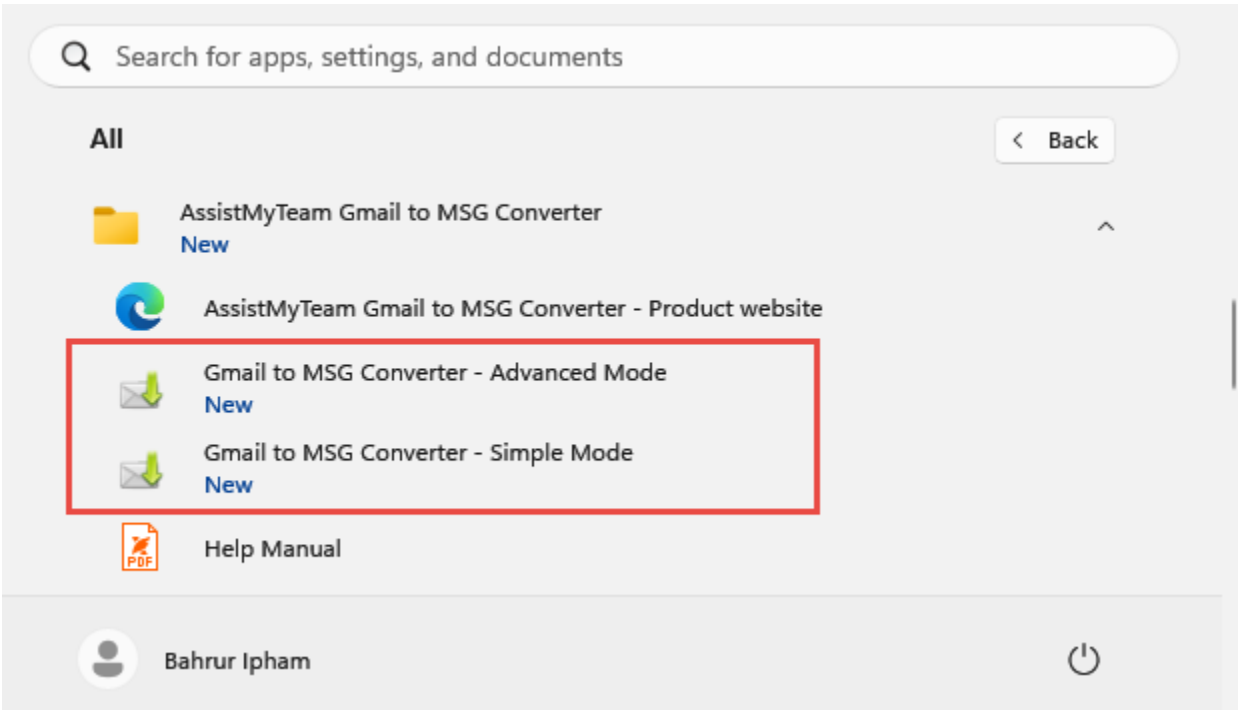 Search for apps, settings, and documents
All
Back
AssistMyTeam Gmail to MSG Converter
New
AssistMyTeam Gmail to MSG Converter - Product website
Gmail to MSG Converter - Advanced Mode
New
Gmail to MSG Converter - Simple Mode
New
PDF
Help Manual
Bahrur Ipham